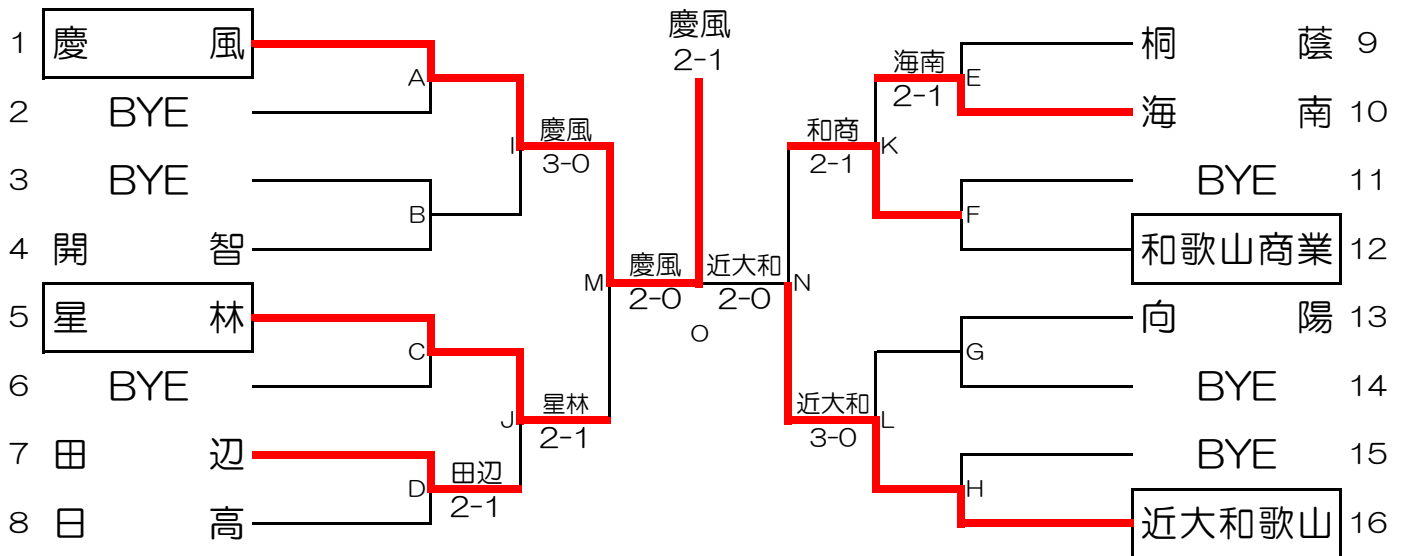 1 慶風
2 BYE
3 BYE
4 開智
5 星林
6 BYE
7 田辺
8 日高
A
B
C
D
I
慶風
3-0
J
星林
2-1
田辺
2-1
M
慶風
2-0
慶風
2-1
O
近大和
2-0
N
和商
2-1
K
海南
2-1
E
F
近大和
3-0
L
G
H
桐蔭 9
海南 10
BYE 11
和歌山商業 12
向陽 13
BYE 14
BYE 15
近大和歌山 16